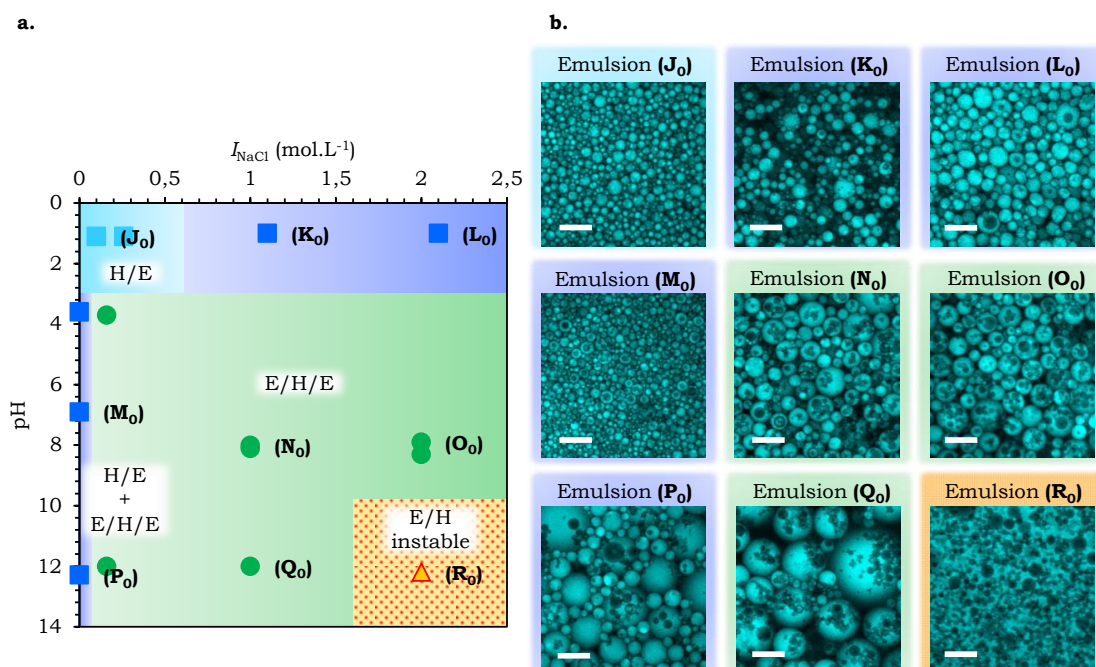 a.
I_NaCl (mol.L⁻¹)
0 0,5 1 1,5 2 2,5
pH
0
2
4
6
8
10
12
14
(J₀)
(K₀)
(L₀)
H/E
E/H/E
(M₀)
(N₀)
(O₀)
H/E
+
E/H/E
E/H
instable
(P₀)
(Q₀)
(R₀)
b.
Emulsion (J₀)
Emulsion (K₀)
Emulsion (L₀)
Emulsion (M₀)
Emulsion (N₀)
Emulsion (O₀)
Emulsion (P₀)
Emulsion (Q₀)
Emulsion (R₀)